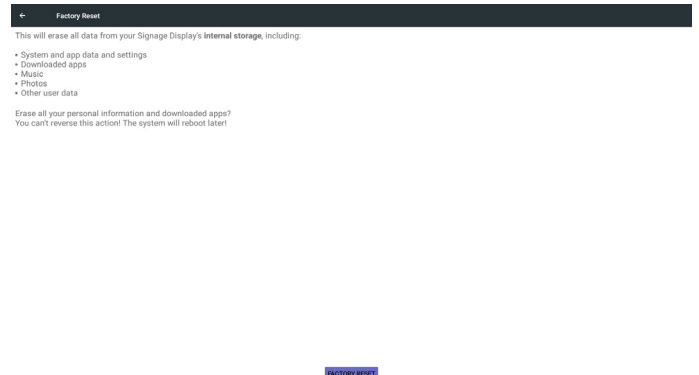 ← Factory Reset
This will erase all data from your Signage Display's internal storage, including:
• System and app data and settings
• Downloaded apps
• Music
• Photos
• Other user data
Erase all your personal information and downloaded apps?
You can't reverse this action! The system will reboot later!
FACTORY RESET